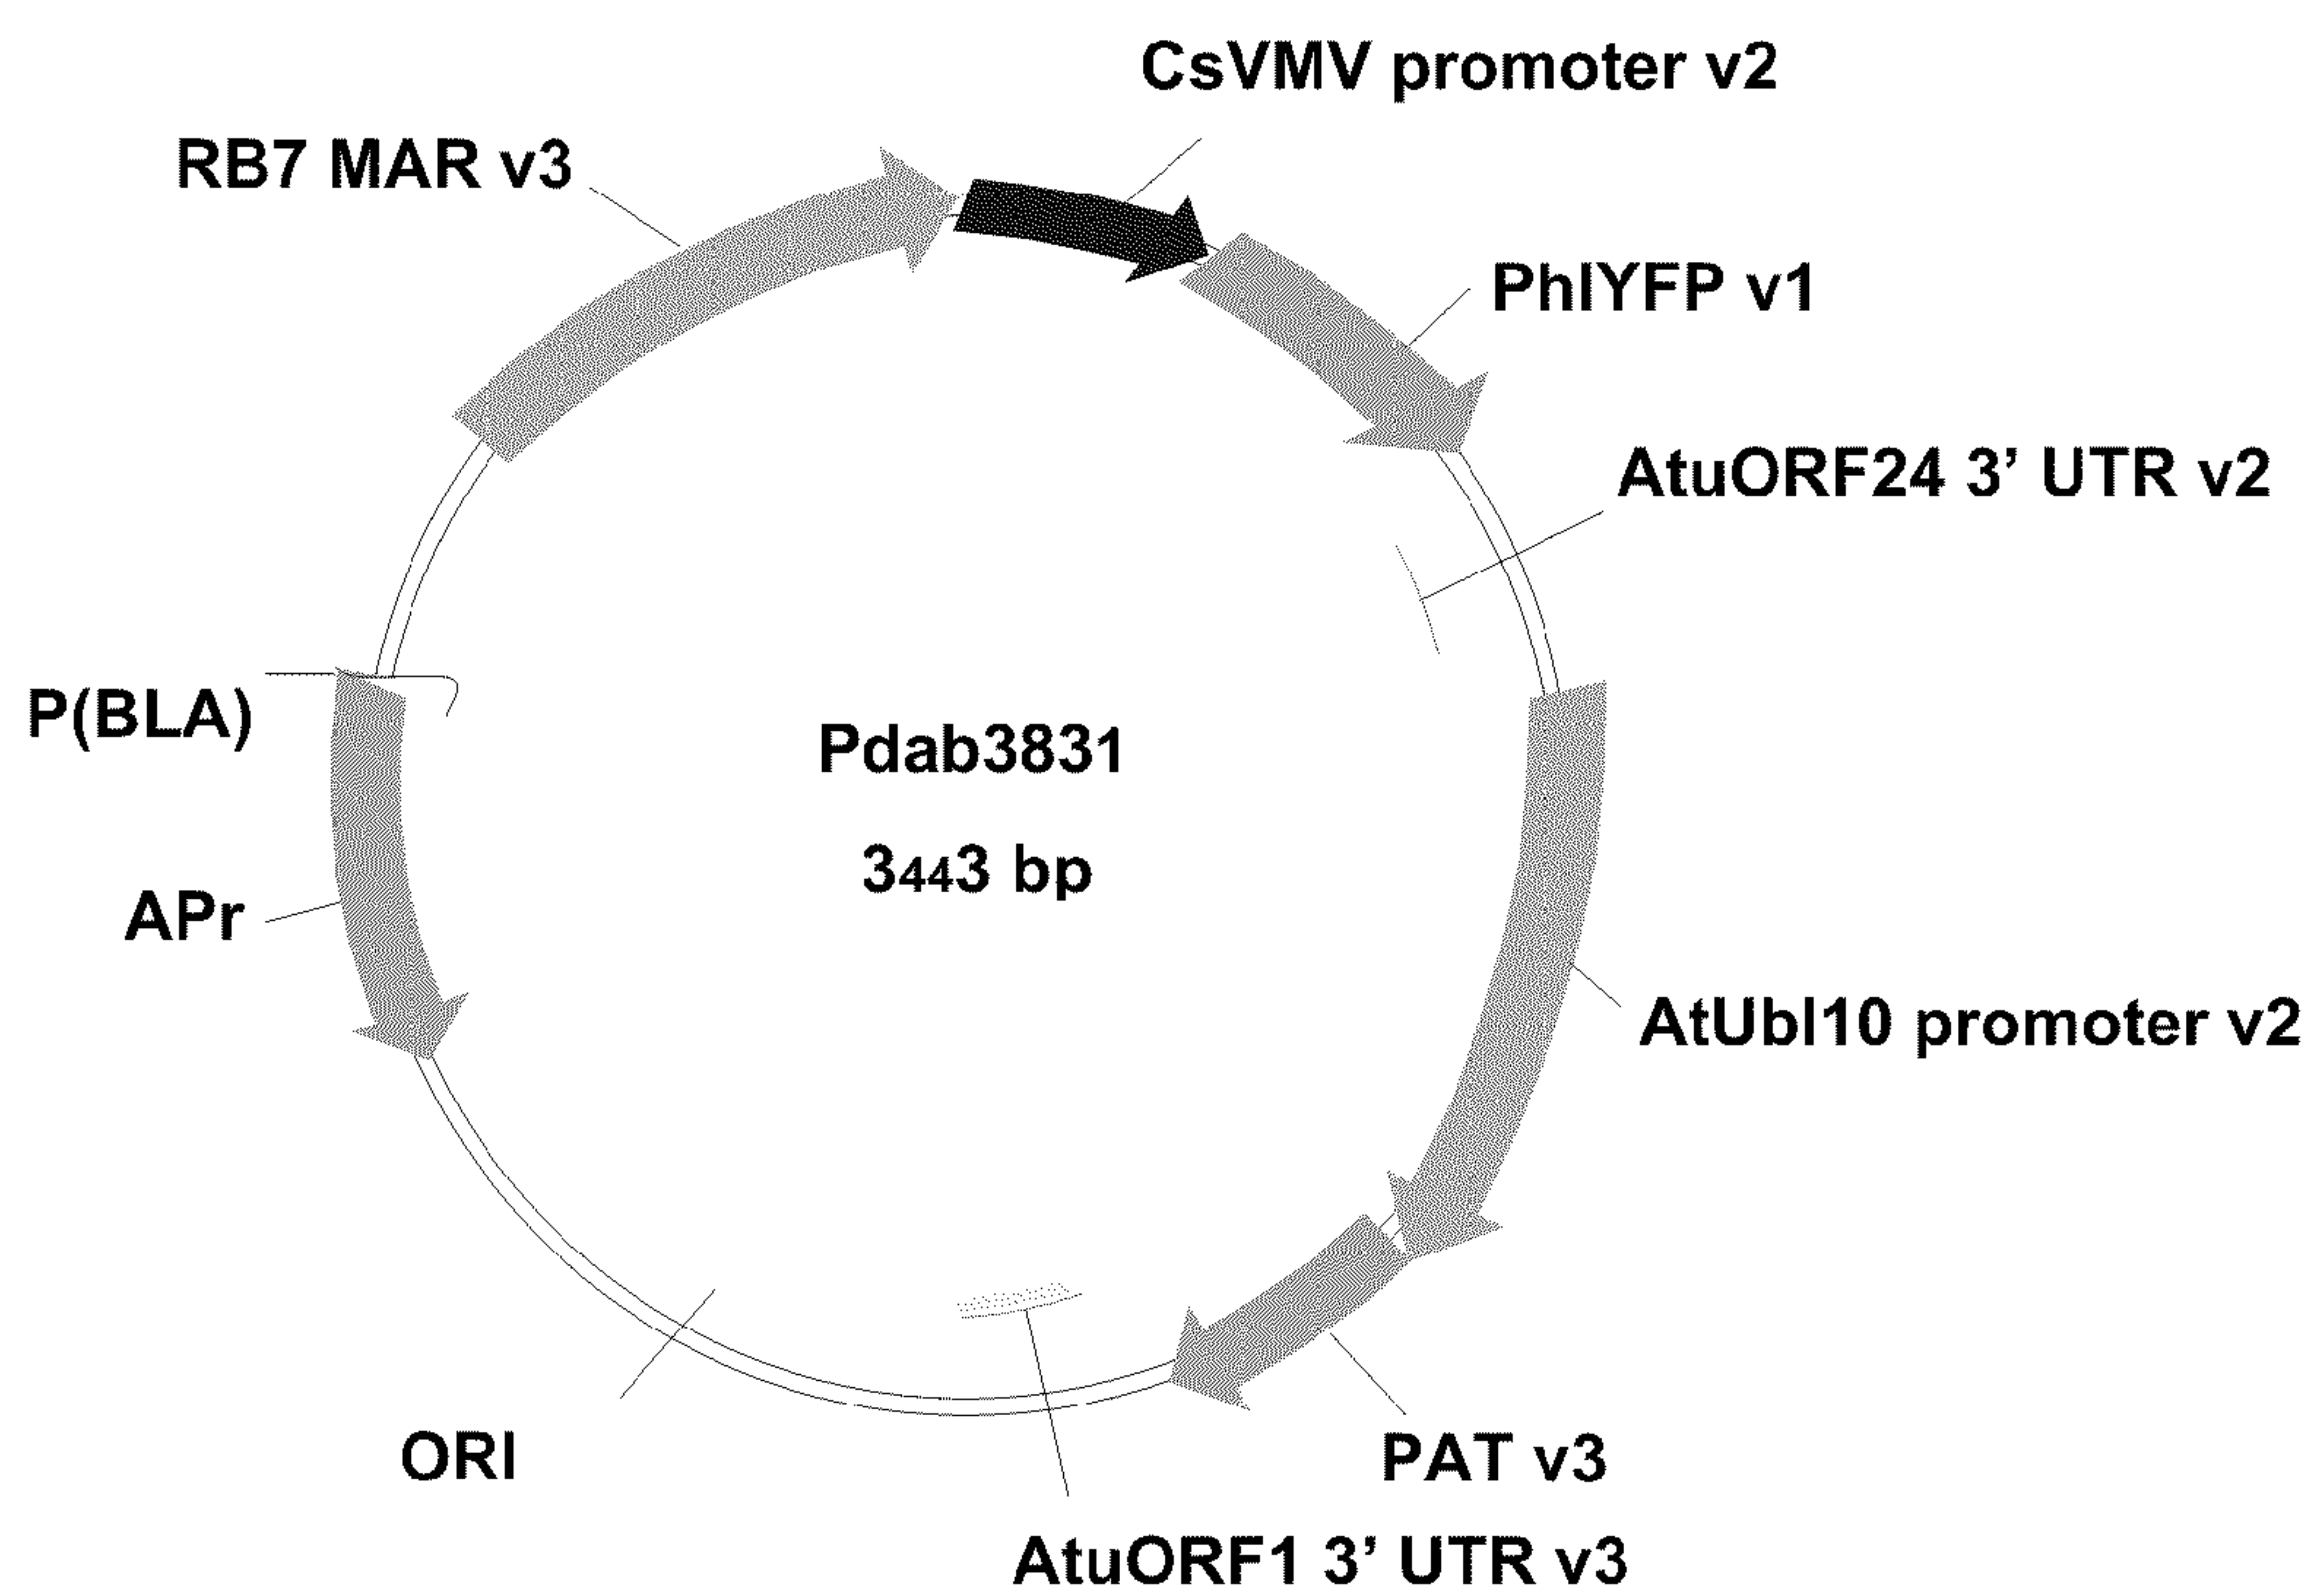 CsVMV promoter v2
RB7 MAR v3
PhIYFP v1
AtuORF24 3’ UTR v2
P(BLA)
Pdab3831
3443 bp
APr
AtUbI10 promoter v2
ORI
PAT v3
AtuORF1 3’ UTR v3